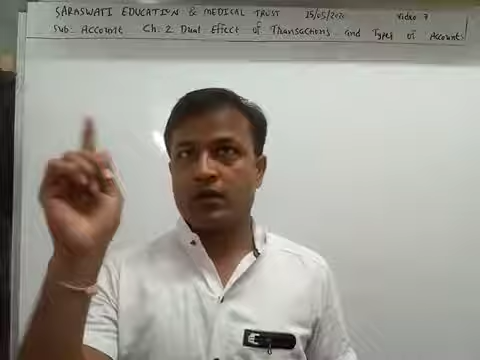 SARASWATI EDUCATION & MEDICAL TRUST 15/05/2020 Video 7
Sub: Account Ch: 2 Dual Effect of Transactions and Types of Account.